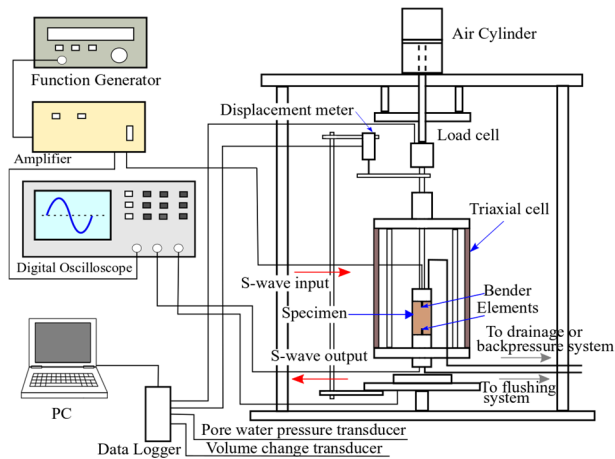 Air Cylinder
Function Generator
Displacement meter
Load cell
Amplifier
Triaxial cell
Digital Oscilloscope
S-wave input
Bender
Elements
Specimen
To drainage or
backpressure system
S-wave output
To flushing
system
PC
Data Logger
Pore water pressure transducer
Volume change transducer